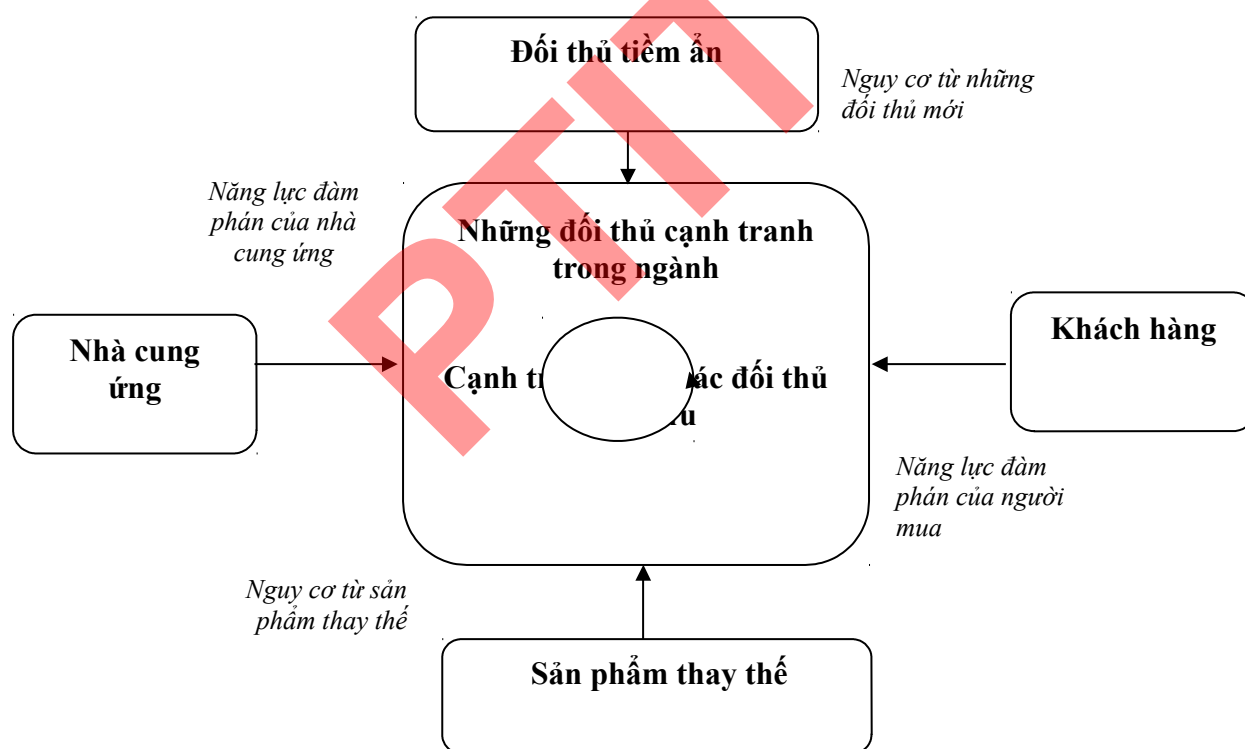 Đối thủ tiềm ẩn
Nguy cơ từ những
đối thủ mới
Năng lực đàm
phán của nhà
cung ứng
Những đối thủ cạnh tranh
trong ngành
Nhà cung
ứng
Khách hàng
Cạnh đối thủ
Năng lực đàm
phán của người
mua
Nguy cơ từ sản
phẩm thay thế
Sản phẩm thay thế
PTIT